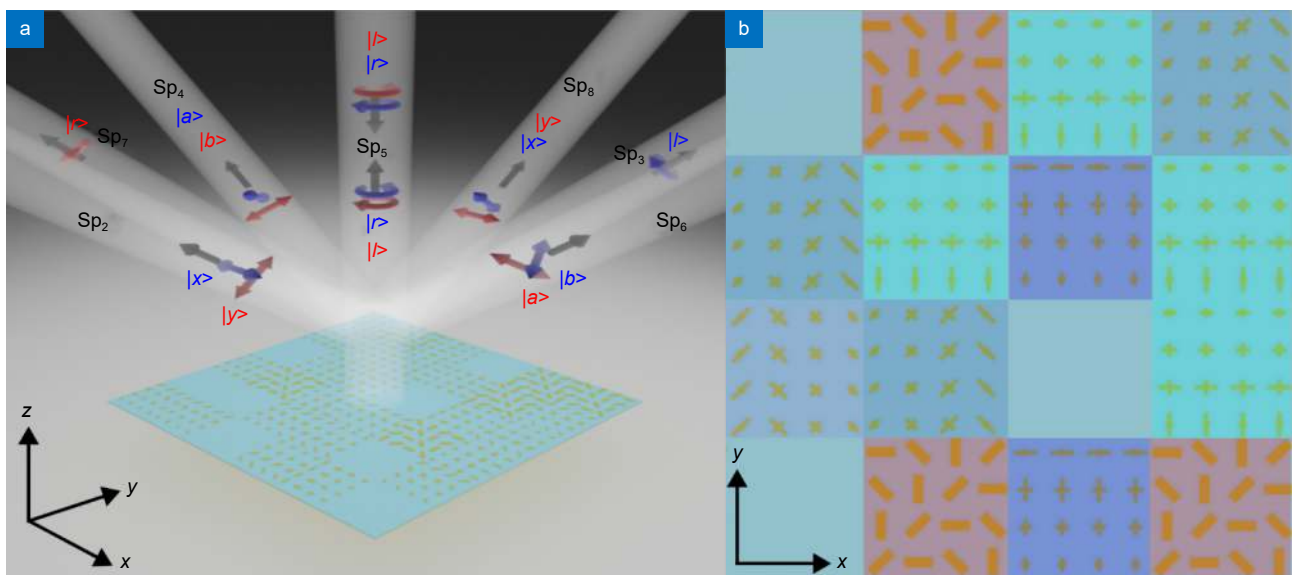 a
|l>
|r>
Sp4
|a>
|b>
Sp8
|y>
|x>
|r>
Sp7
Sp5
Sp3
|l>
Sp2
Sp6
|r>
|l>
|x>
|y>
|a>
|b>
z
y
x
b
y
x